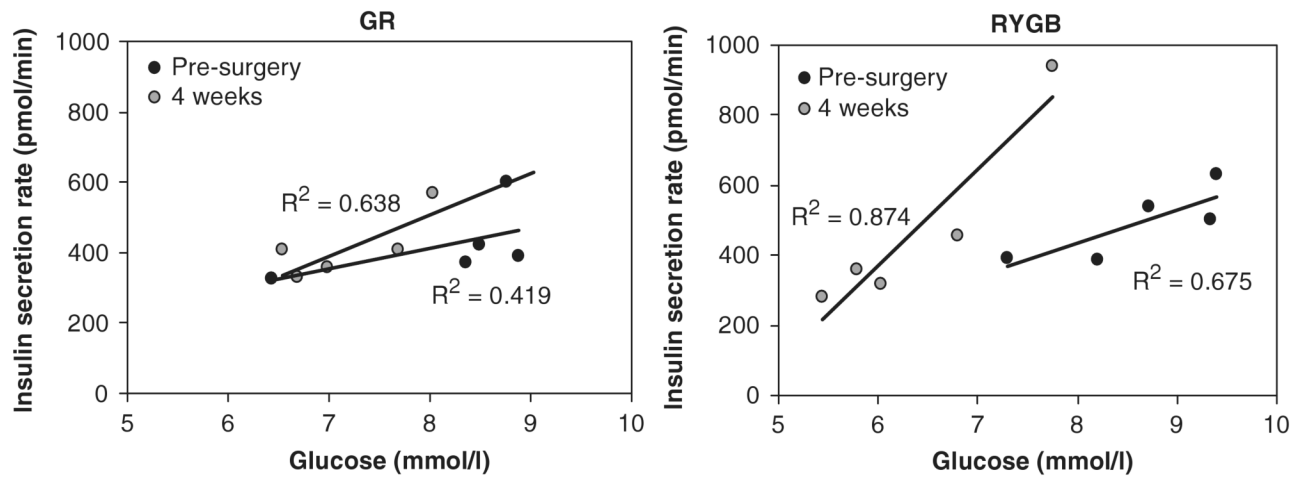 GR
Insulin secretion rate (pmol/min)
1000
800
600
400
200
0
Pre-surgery
4 weeks
R² = 0.638
R² = 0.419
5 6 7 8 9 10
Glucose (mmol/l)
RYGB
Insulin secretion rate (pmol/min)
1000
800
600
400
200
0
Pre-surgery
4 weeks
R² = 0.874
R² = 0.675
5 6 7 8 9 10
Glucose (mmol/l)